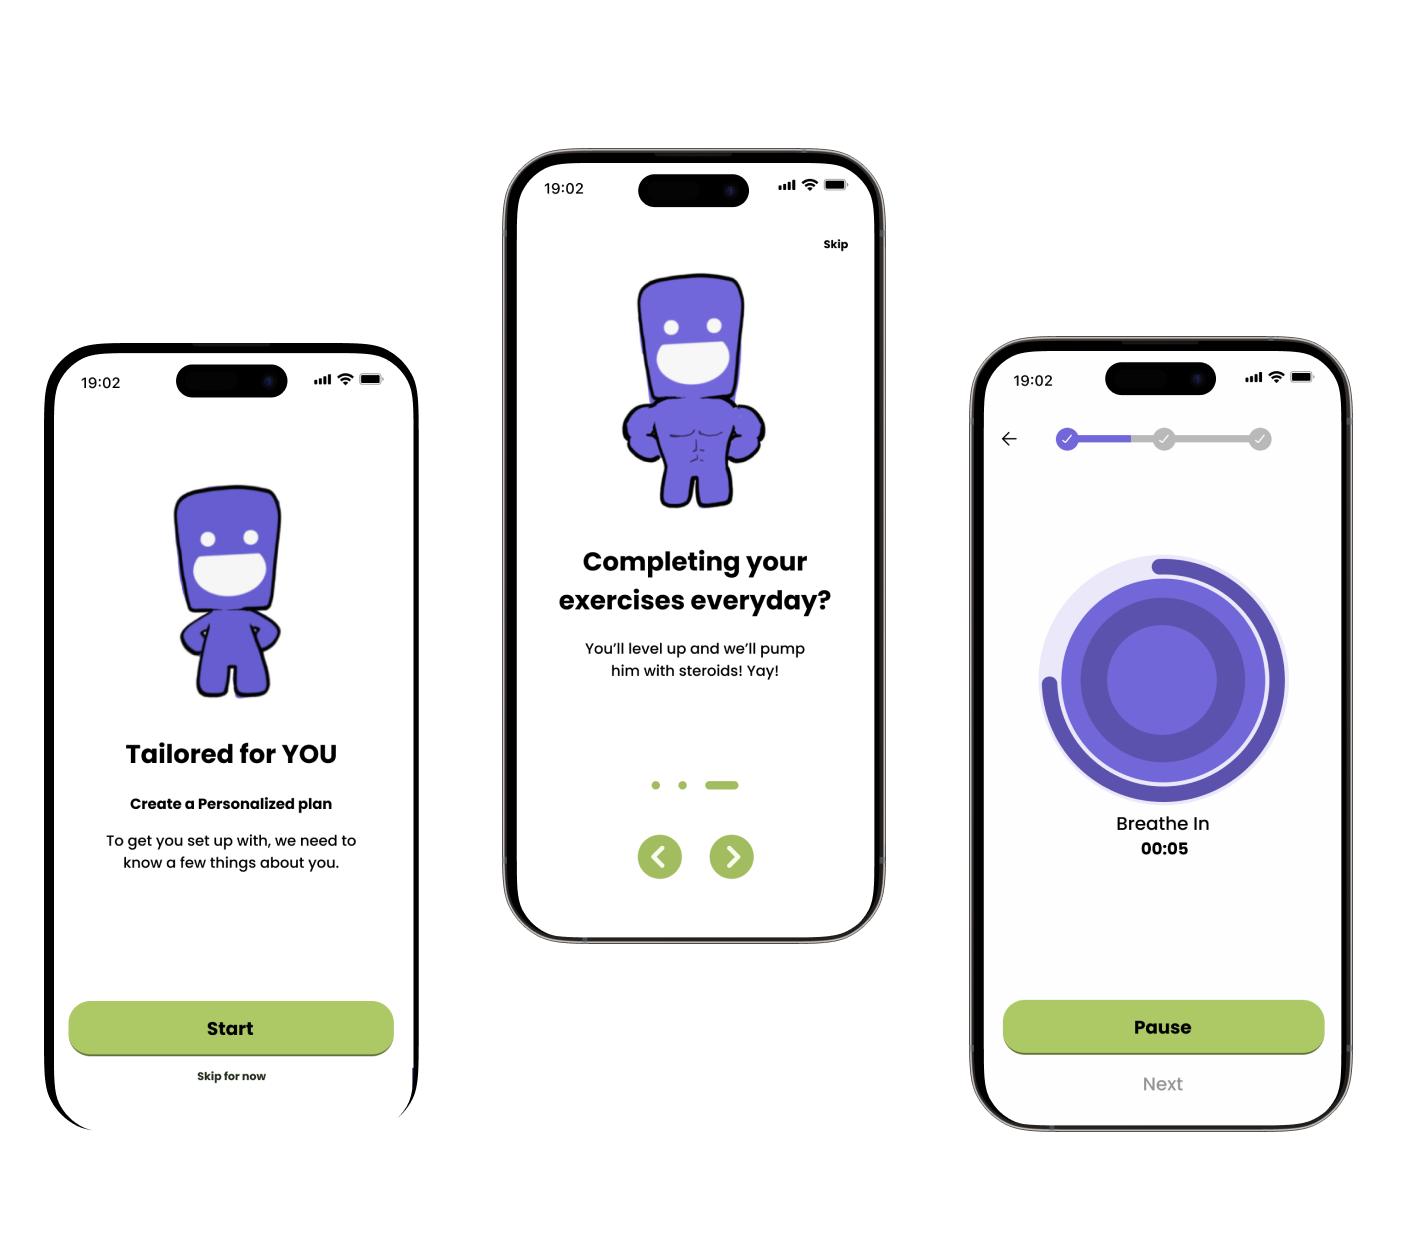 19:02
Tailored for YOU
Create a Personalized plan
To get you set up with, we need to
know a few things about you.
Start
Skip for now
19:02
Skip
Completing your
exercises everyday?
You’ll level up and we’ll pump
him with steroids! Yay!
19:02
Breathe In
00:05
Pause
Next